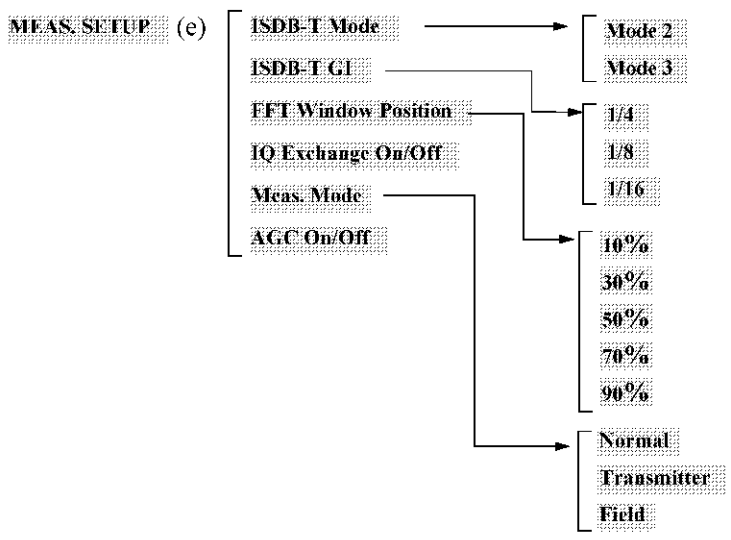 MEAS. SETUP (e)
ISDB-T Mode
ISDB-T GI
FFT Window Position
IQ Exchange On/Off
Meas. Mode
AGC On/Off
Mode 2
Mode 3
1/4
1/8
1/16
10%
30%
50%
70%
90%
Normal
Transmitter
Field